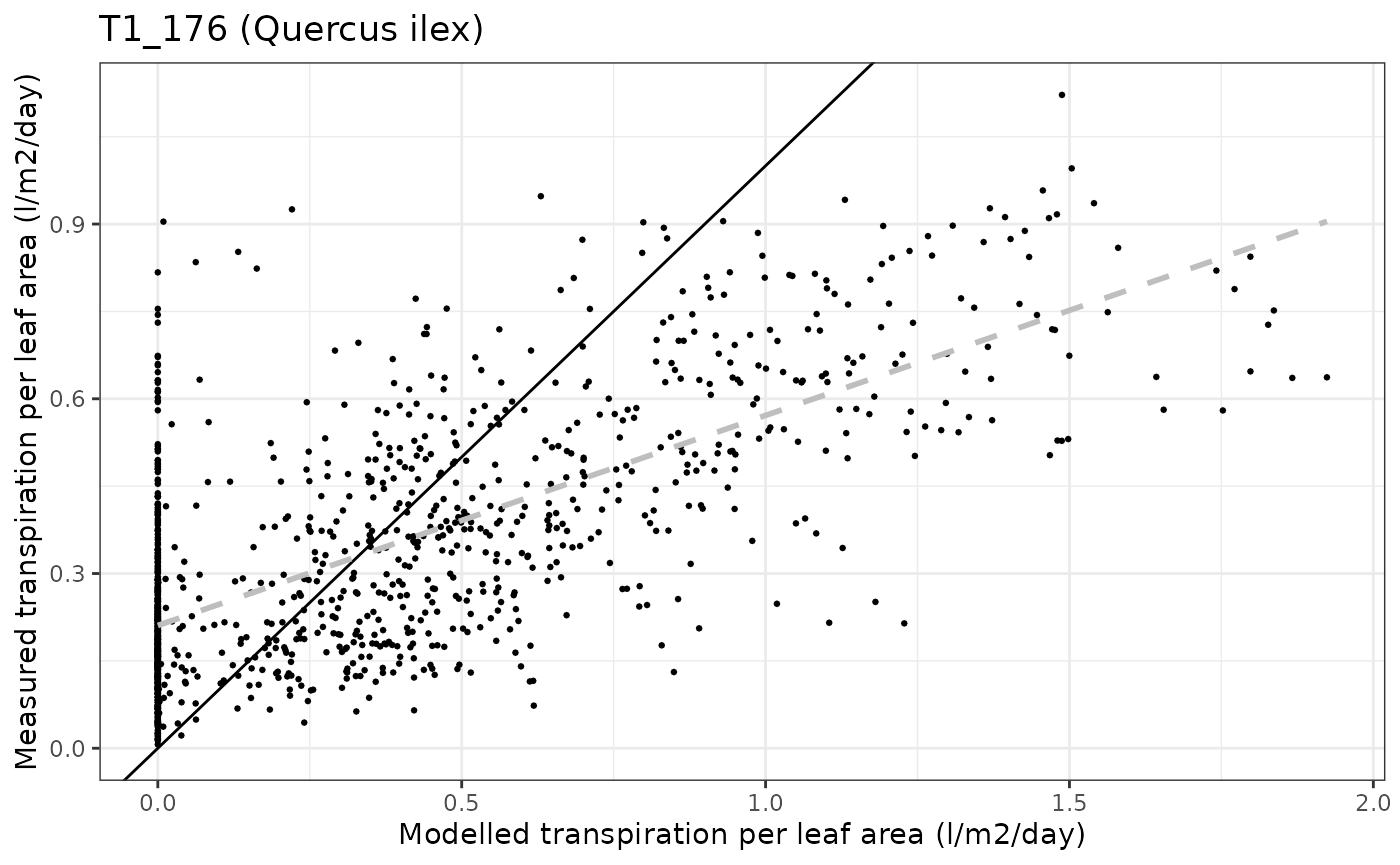 T1_176 (Quercus ilex)
Measured transpiration per leaf area (l/m2/day)
0.9
0.6
0.3
0.0
0.0 0.5 1.0 1.5 2.0
Modelled transpiration per leaf area (l/m2/day)